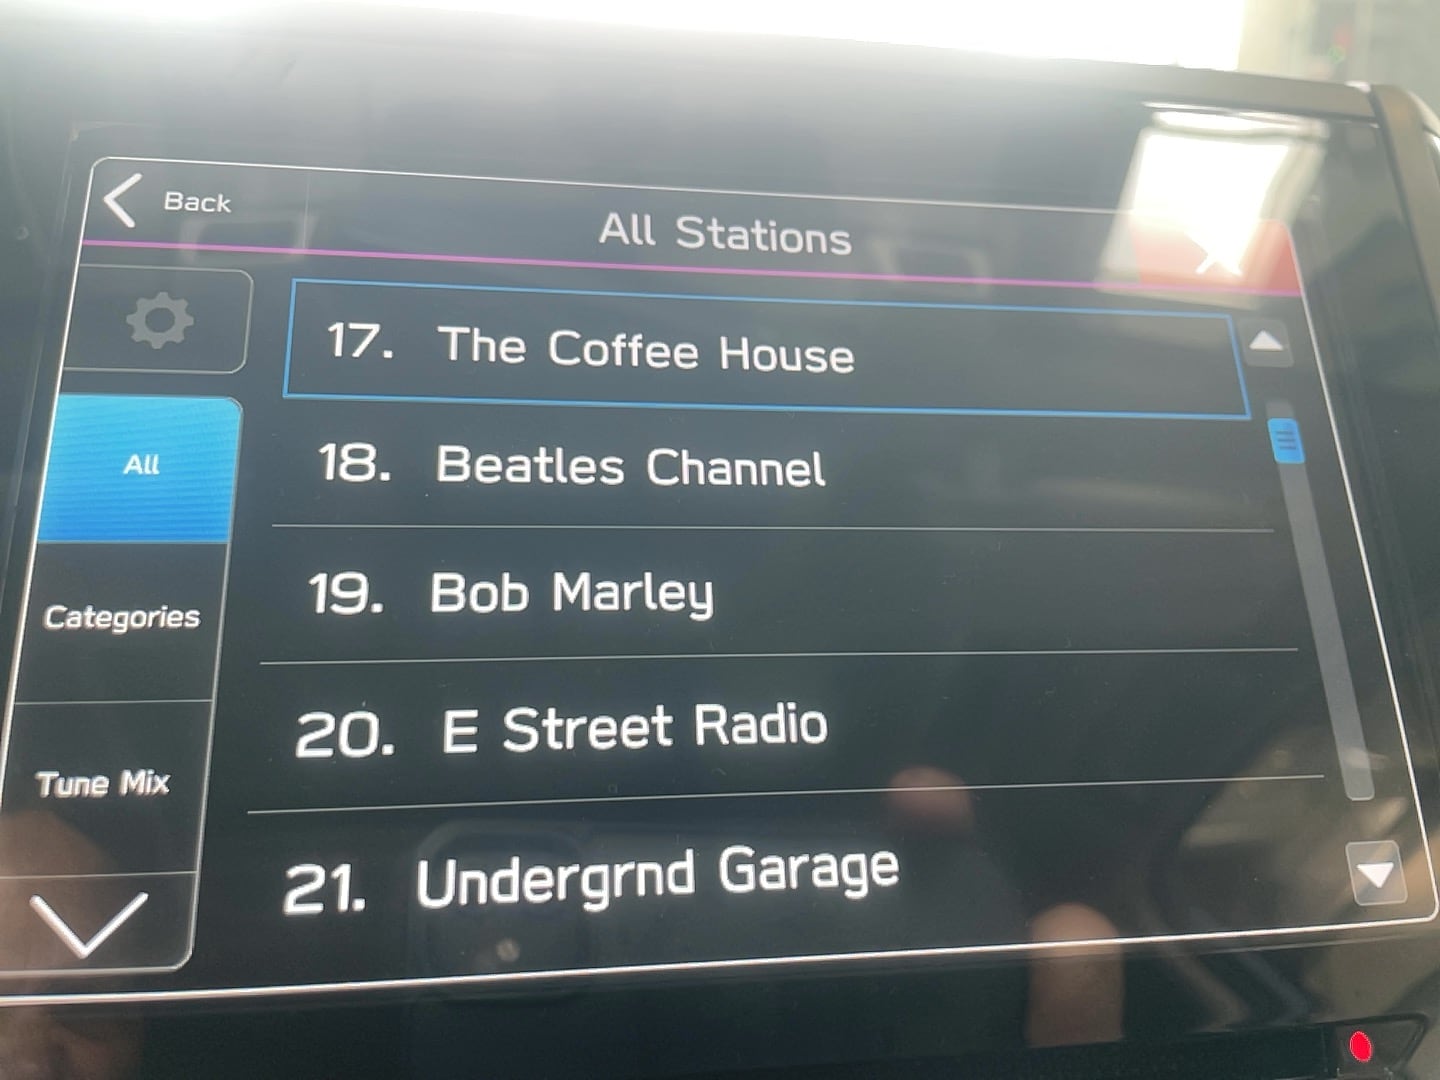 Back
All Stations
17. The Coffee House
18. Beatles Channel
All
19. Bob Marley
Categories
20. E Street Radio
Tune Mix
21. Undergrnd Garage